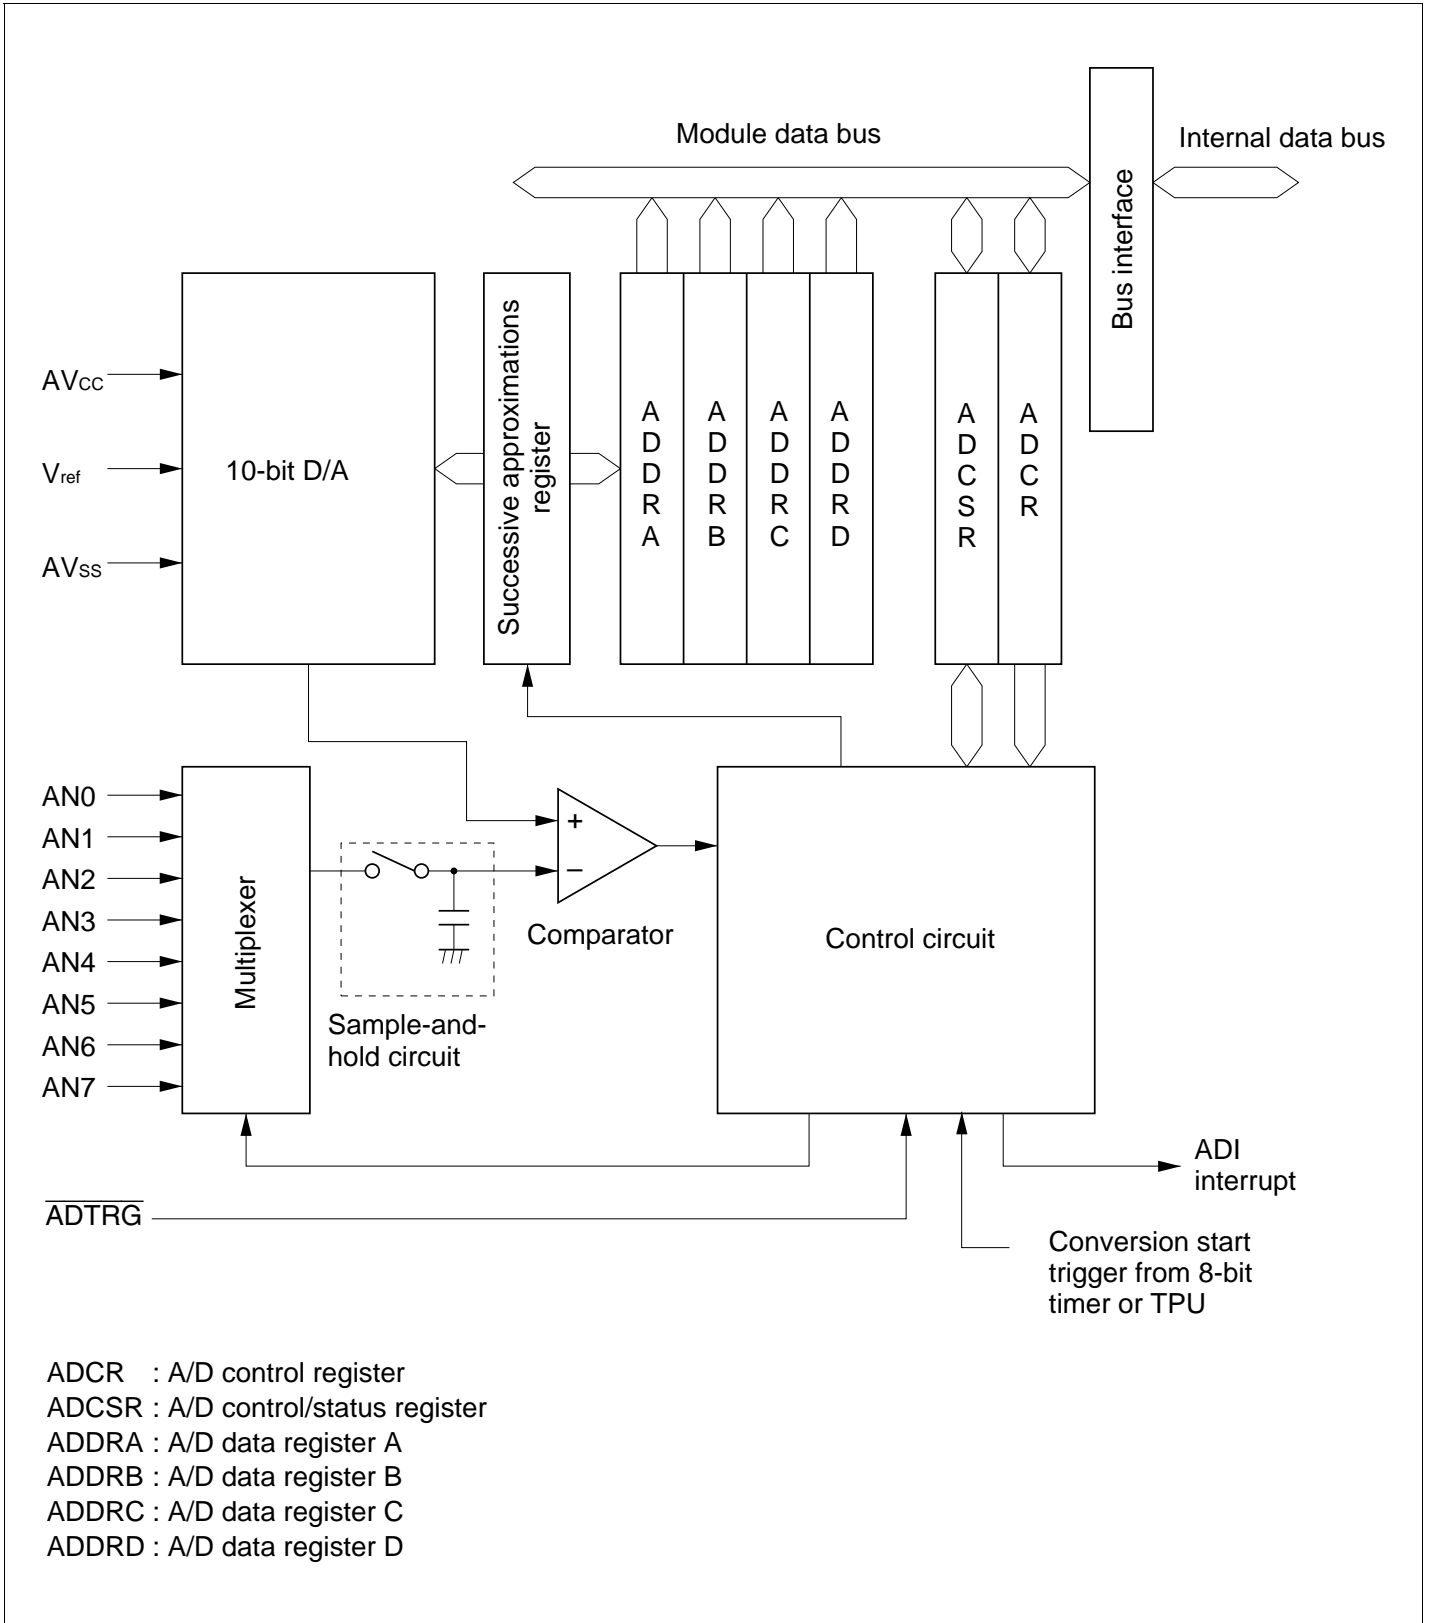 Module data bus
Internal data bus
Bus interface
AVCC
Vref
AVSS
10-bit D/A
Successive approximations
register
ADDRA
ADDRB
ADDRC
ADDRD
ADCSR
ADCR
AN0
AN1
AN2
AN3
AN4
AN5
AN6
AN7
Multiplexer
+
−
Comparator
Sample-and-
hold circuit
Control circuit
ADTRG
ADI
interrupt
Conversion start
trigger from 8-bit
timer or TPU
ADCR : A/D control register
ADCSR : A/D control/status register
ADDRA : A/D data register A
ADDRB : A/D data register B
ADDRC : A/D data register C
ADDRD : A/D data register D